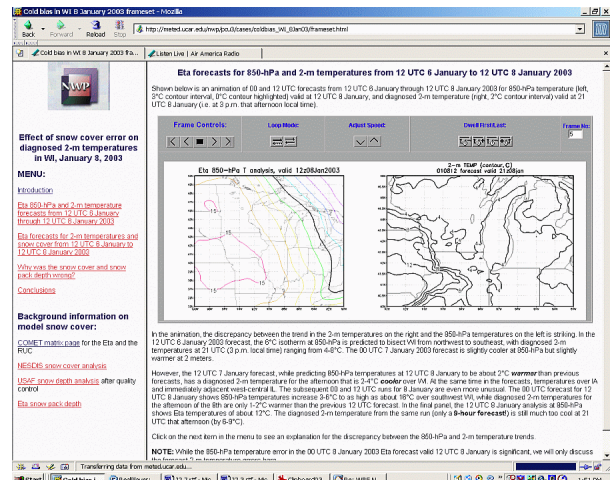 Cold bias in WI 8 January 2003 frameset - Mozilla
Back Forward Reload Stop
http://meted.ucar.edu/nwp/pcu3/cases/coldbias_WI_8Jan03/frameset.html
Cold bias in WI 8 January 2003 fra...
Listen Live | Air America Radio
NWP
Effect of snow cover error on
diagnosed 2-m temperatures
in WI, January 8, 2003
MENU:
Introduction
Eta 850-hPa and 2-m temperature
forecasts from 12 UTC 6 January
through 12 UTC 8 January 2003
Eta forecasts for 2-m temperatures and
snow cover from 12 UTC 6 January to
12 UTC 8 January 2003
Why was the snow cover and snow
pack depth wrong?
Conclusions
Background information on
model snow cover:
COMET matrix page for the Eta and the
RUC
NESDIS snow cover analysis
USAF snow depth analysis after quality
control
Eta snow pack depth
Eta forecasts for 850-hPa and 2-m temperatures from 12 UTC 6 January to 12 UTC 8 January 2003
Shown below is an animation of 00 and 12 UTC forecasts from 12 UTC 6 January through 12 UTC 8 January 2003 for 850-hPa temperature (left,
3°C contour interval, 0°C contour highlighted) valid at 12 UTC 8 January, and diagnosed 2-m temperature (right, 2°C contour interval) valid at 21
UTC 8 January (i.e. at 3 p.m. that afternoon local time).
Frame Controls:
Loop Mode:
Adjust Speed:
Dwell First/Last:
Frame No:
5
Eta 850-hPa T analysis, valid 12z08Jan2003
2-m TEMP (contour, C)
010812 forecast valid 21z08jan
In the animation, the discrepancy between the trend in the 2-m temperatures on the right and the 850-hPa temperatures on the left is striking. In the
12 UTC 6 January 2003 forecast, the 6°C isotherm at 850-hPa is predicted to bisect WI from northwest to southeast, with diagnosed 2-m
temperatures at 21 UTC (3 p.m. local time) ranging from 4-8°C. The 00 UTC 7 January forecast is slightly cooler at 850-hPa but slightly
warmer at 2 meters.
However, the 12 UTC 7 January forecast, while predicting 850-hPa temperatures at 12 UTC 8 January to be about 2°C warmer than previous
forecasts, has a diagnosed 2-m temperature for the afternoon that is 2-4°C cooler over WI. At the same time in the forecasts, temperatures over IA
and immediately adjacent west-central IL. The subsequent 00 and 12 UTC runs for 8 January are even more unusual. The 00 UTC forecast for 12
UTC 8 January shows 850-hPa temperatures increase 3-6°C to as high as about 16°C over southwest WI, while diagnosed 2-m temperatures for
the afternoon of the 8th are only 1-2°C warmer than the previous 12 UTC forecast. In the final panel, the 12 UTC 8 January analysis at 850-hPa
shows Eta temperatures of about 12°C. The diagnosed 2-m temperature from the same run (only a 9-hour forecast!) is still much too cool at 21
UTC that afternoon (by 6-9°C).
Click on the next item in the menu to see an explanation for the discrepancy between the 850-hPa and 2-m temperature trends.
NOTE: While the 850-hPa temperature error in the 00 UTC 8 January 2003 Eta forecast valid 12 UTC 8 January is significant, we will only discuss
Transferring data from meted.ucar.edu...
Start
1:51 PM